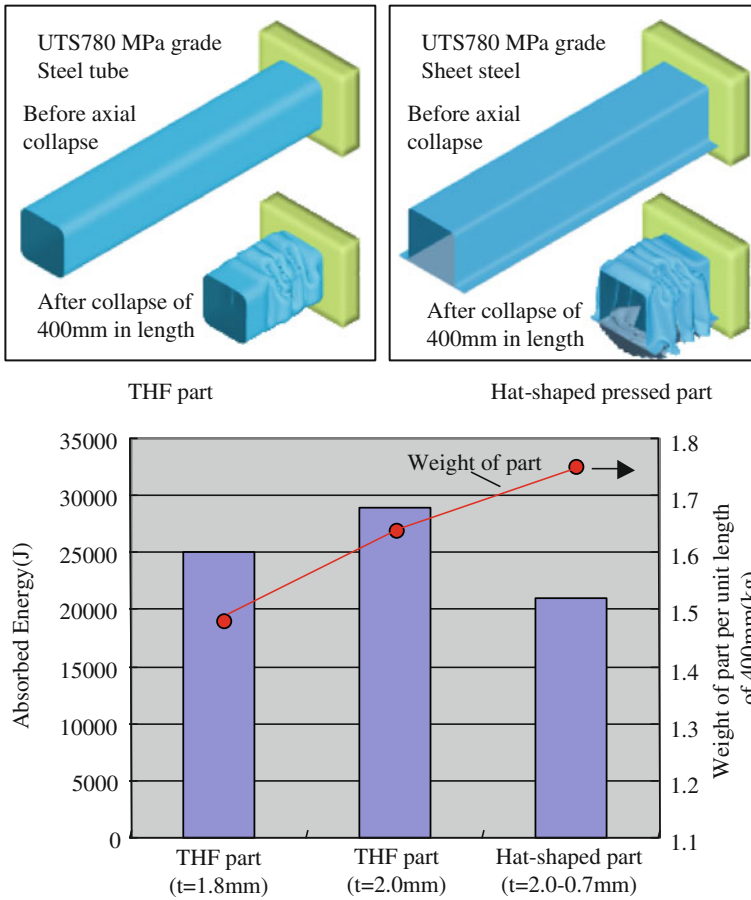 UTS780 MPa grade
Steel tube
Before axial
collapse
After collapse of
400mm in length
UTS780 MPa grade
Sheet steel
Before axial
collapse
After collapse of
400mm in length
THF part
Hat-shaped pressed part
Absorbed Energy(J)
35000
30000
25000
20000
15000
10000
5000
0
Weight of part
1.8
1.7
1.6
1.5
1.4
1.3
1.2
1.1
Weight of part per unit length
of 400mm(kg)
THF part
(t=1.8mm)
THF part
(t=2.0mm)
Hat-shaped part
(t=2.0-0.7mm)